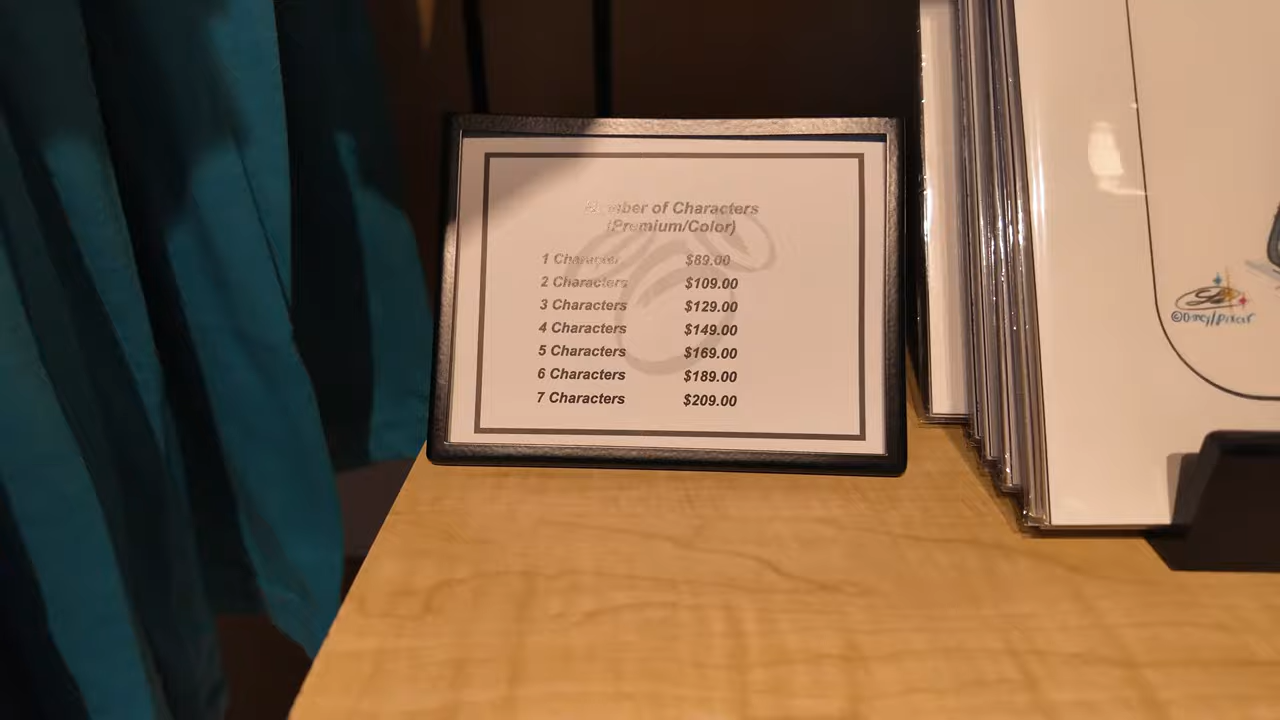 Number of Characters
(Premium/Color)
1 Character $89.00
2 Characters $109.00
3 Characters $129.00
4 Characters $149.00
5 Characters $169.00
6 Characters $189.00
7 Characters $209.00
©Disney/Pixar